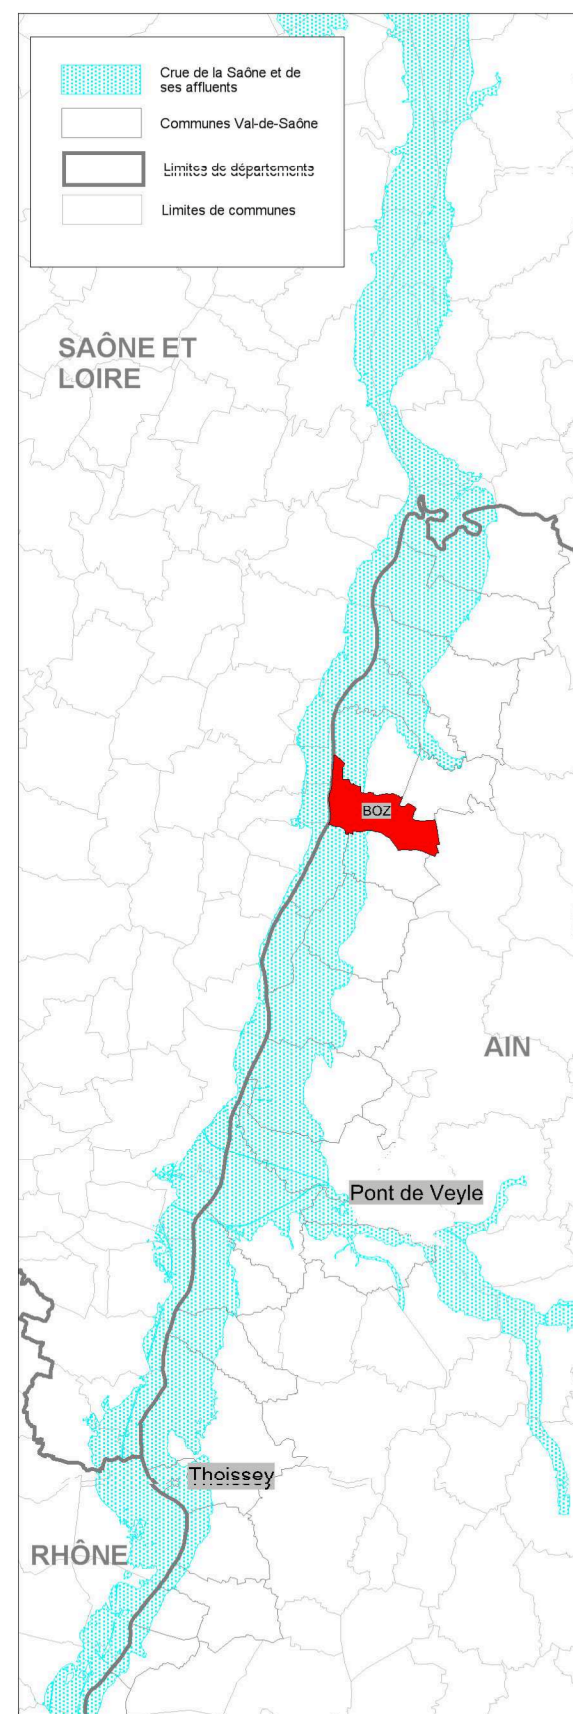 Crue de la Saône et de
ses affluents
Communes Val-de-Saône
Limites de départements
Limites de communes
SAÔNE ET
LOIRE
BOZ
AIN
Pont de Veyle
Thoissey
RHÔNE